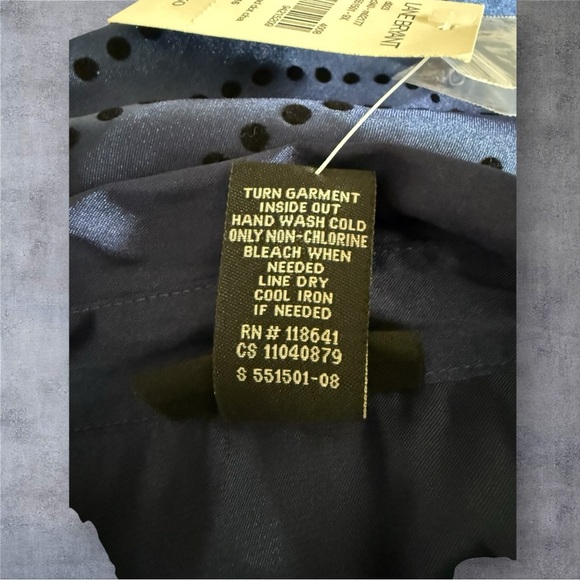 LANE BRYANT
4009
TURN GARMENT
INSIDE OUT
HAND WASH COLD
ONLY NON-CHLORINE
BLEACH WHEN
NEEDED
LINE DRY
COOL IRON
IF NEEDED
RN # 118641
CS 11040879
S 551501-08